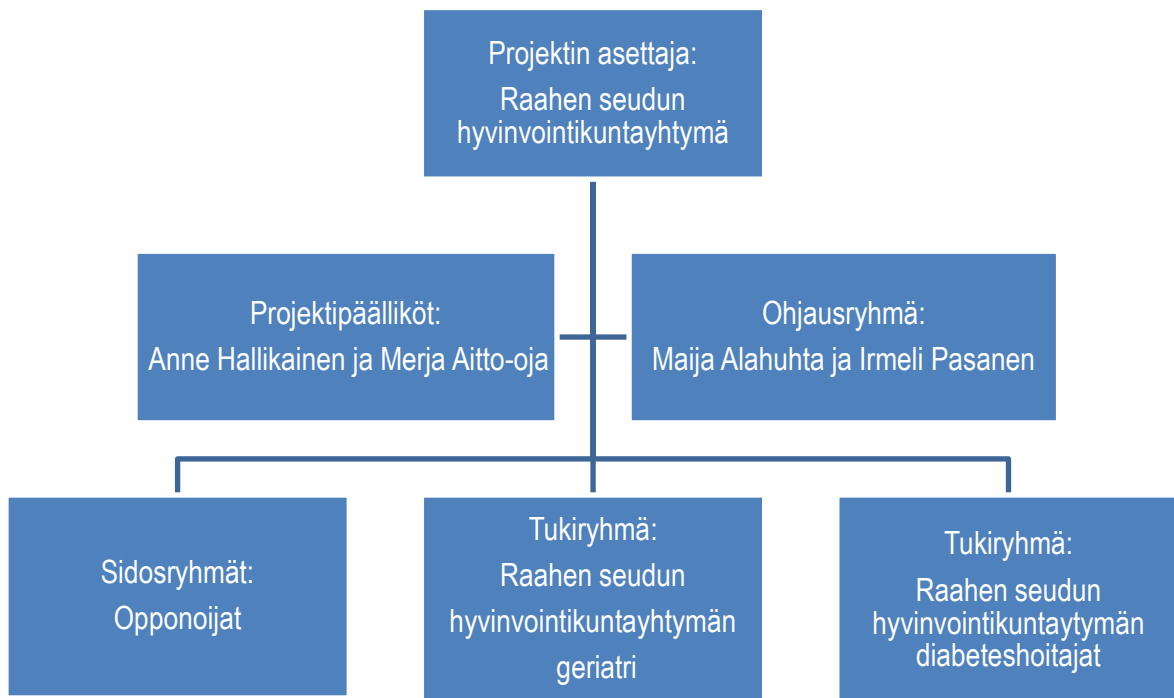 Projektin asettaja:
Raahen seudun
hyvinvointikuntayhtymä
Projektipäälliköt:
Anne Hallikainen ja Merja Aitto-oja
Ohjausryhmä:
Maija Alahuhta ja Irmeli Pasanen
Sidosryhmät:
Opponoijat
Tukiryhmä:
Raahen seudun
hyvinvointikuntayhtymän
geriatri
Tukiryhmä:
Raahen seudun
hyvinvointikuntaytymän
diabeteshoitajat